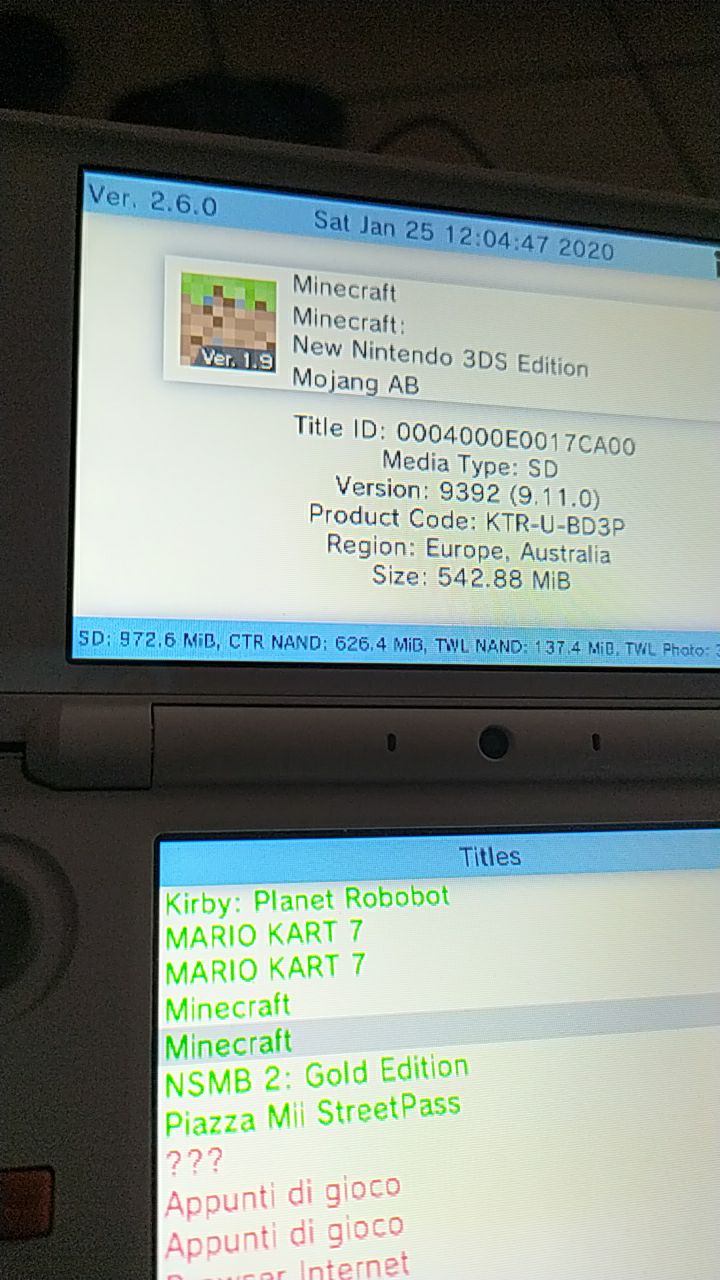 Ver. 2.6.0
Sat Jan 25 12:04:47 2020
Minecraft
Minecraft:
New Nintendo 3DS Edition
Mojang AB
Ver. 1.9
Title ID: 0004000E0017CA00
Media Type: SD
Version: 9392 (9.11.0)
Product Code: KTR-U-BD3P
Region: Europe, Australia
Size: 542.88 MiB
SD: 972.6 MiB, CTR NAND: 626.4 MiB, TWL NAND: 137.4 MiB, TWL Photo:
Titles
Kirby: Planet Robobot
MARIO KART 7
MARIO KART 7
Minecraft
Minecraft
NSMB 2: Gold Edition
Piazza Mii StreetPass
???
Appunti di gioco
Appunti di gioco
Browser Internet